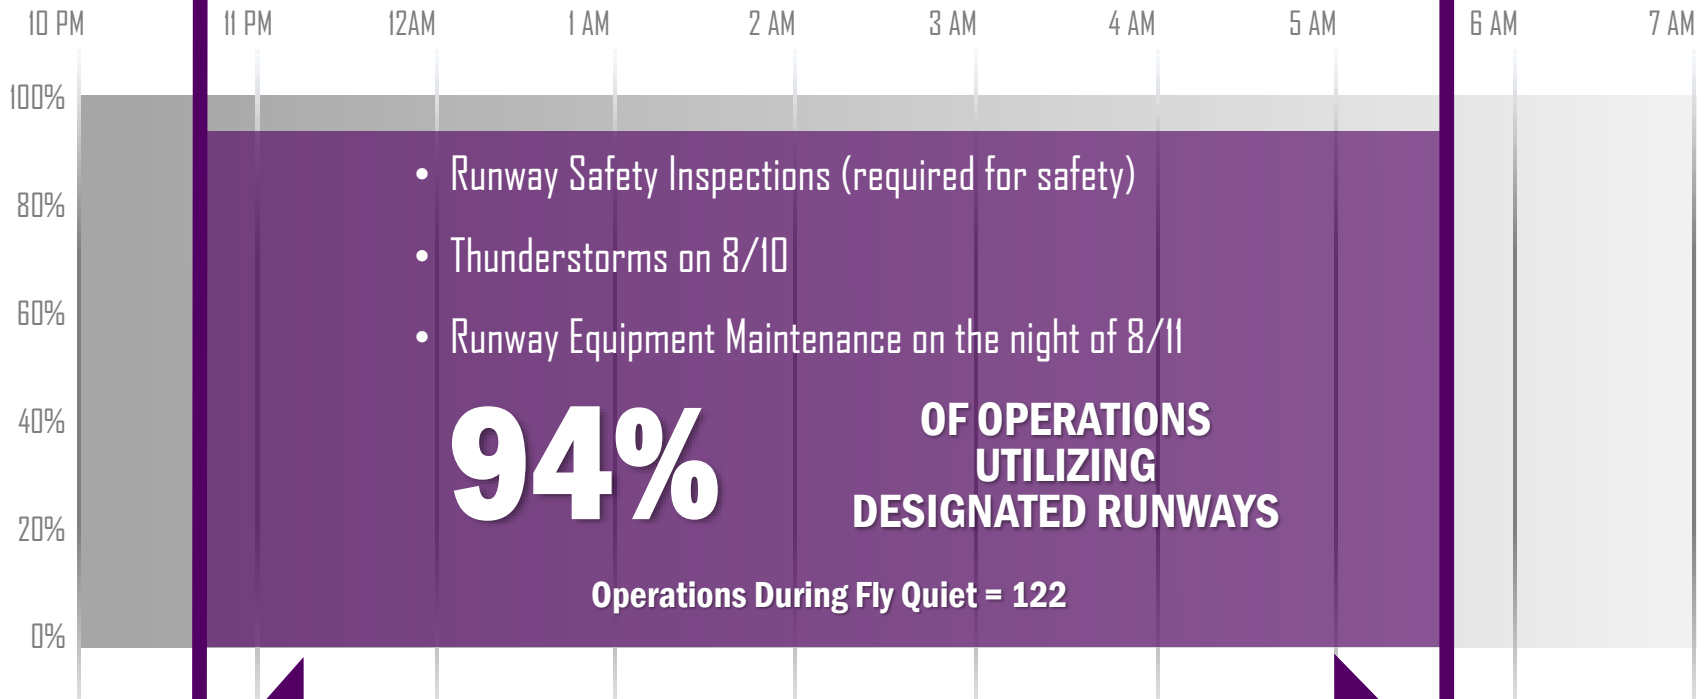 10 PM 11 PM 12AM 1 AM 2 AM 3 AM 4 AM 5 AM 6 AM 7 AM
100%
• Runway Safety Inspections (required for safety)
80%
• Thunderstorms on 8/10
60%
• Runway Equipment Maintenance on the night of 8/11
40%
94%
OF OPERATIONS
UTILIZING
DESIGNATED RUNWAYS
20%
Operations During Fly Quiet = 122
0%